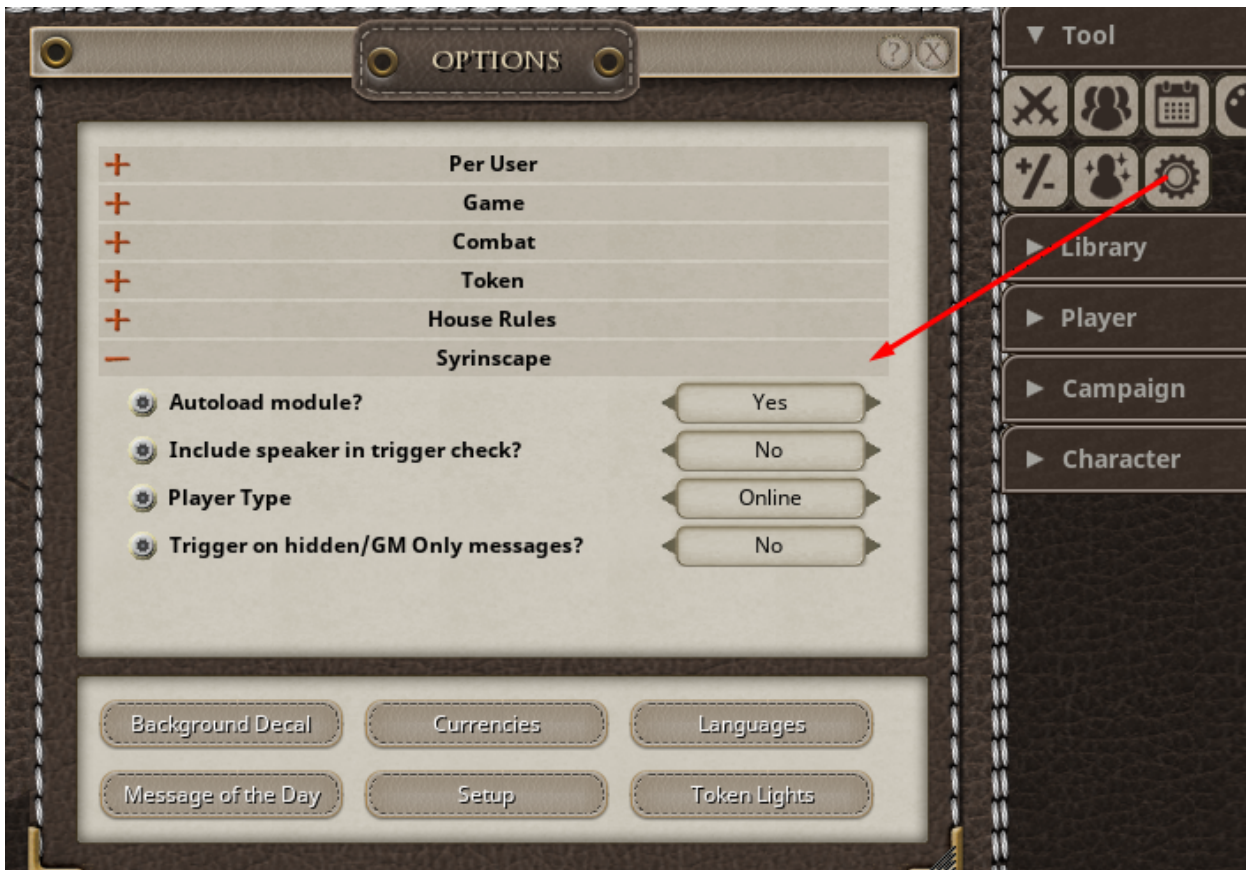 OPTIONS
? X
Per User
Game
Combat
Token
House Rules
Syrinscape
Autoload module? Yes
Include speaker in trigger check? No
Player Type Online
Trigger on hidden/GM Only messages? No
Background Decal Currencies Languages
Message of the Day Setup Token Lights
Tool
+/-
Library
Player
Campaign
Character